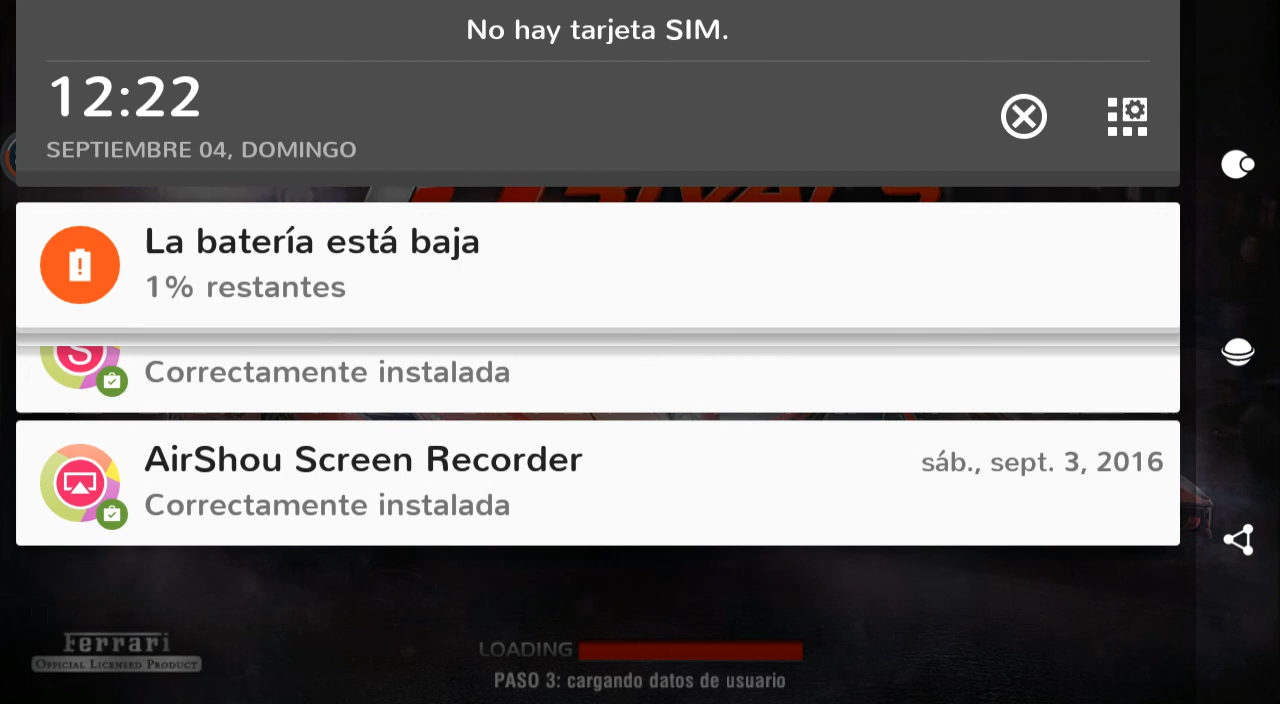 No hay tarjeta SIM.
12:22
SEPTIEMBRE 04, DOMINGO
La batería está baja
1% restantes
Correctamente instalada
AirShou Screen Recorder
sáb., sept. 3, 2016
Correctamente instalada
Ferrari
OFFICIAL LICENSED PRODUCT
LOADING
PASO 3: cargando datos de usuario